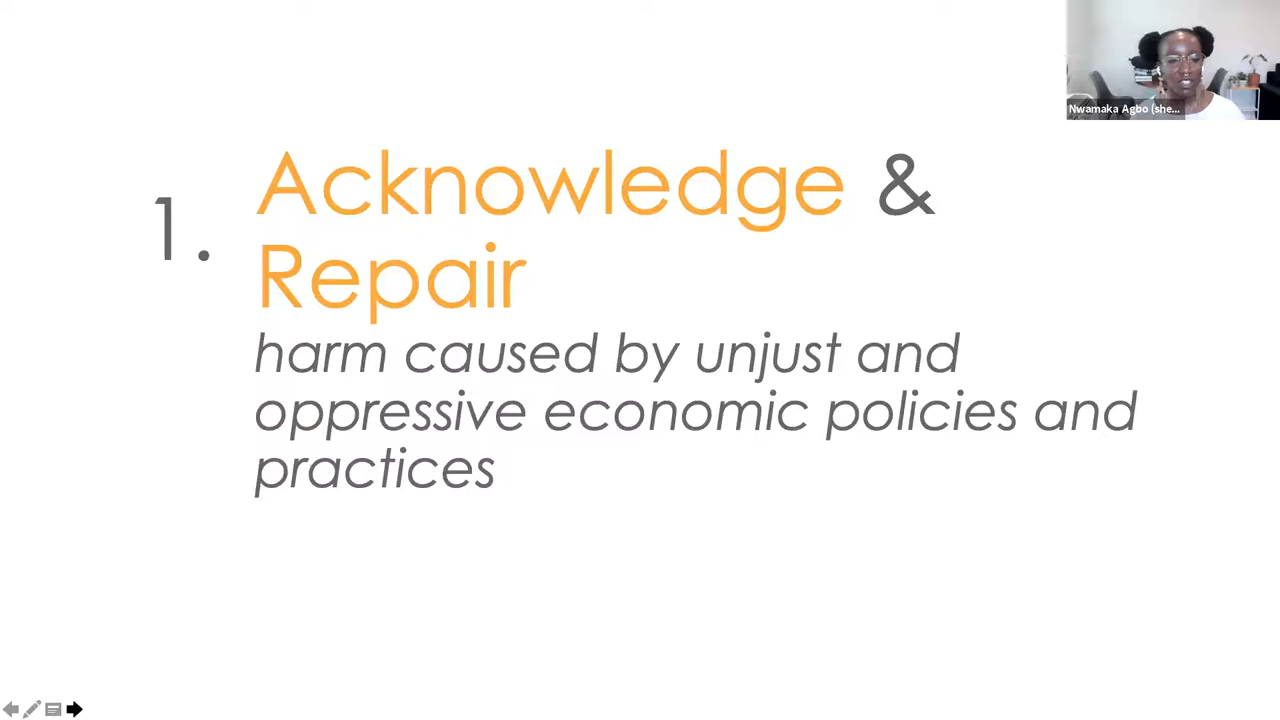 Nwamaka Agbo (she...
1.
Acknowledge &
Repair
harm caused by unjust and
oppressive economic policies and
practices